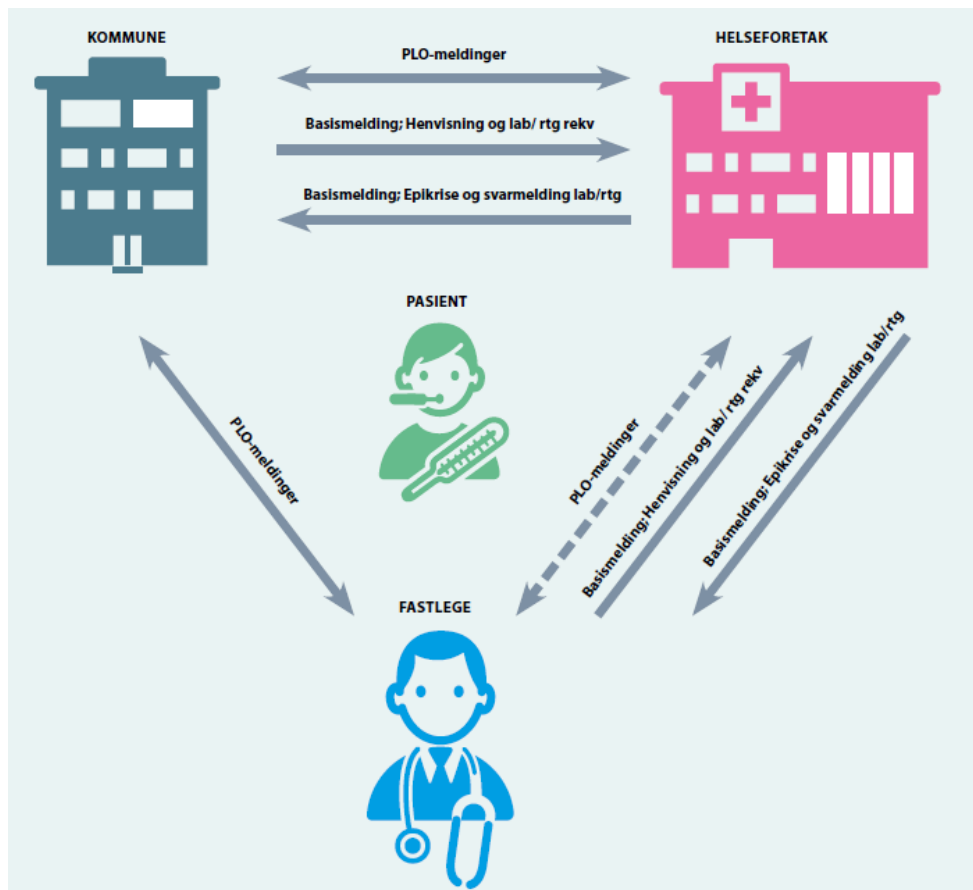 KOMMUNE
HELSEFORETAK
PLO-meldinger
Basismelding; Henvisning og lab/ rtg rekv
Basismelding; Epikrise og svarmelding lab/rtg
PASIENT
PLO-meldinger
PLO-meldinger
Basismelding; Henvisning og lab/ rtg rekv
Basismelding; Epikrise og svarmelding lab/rtg
FASTLEGE